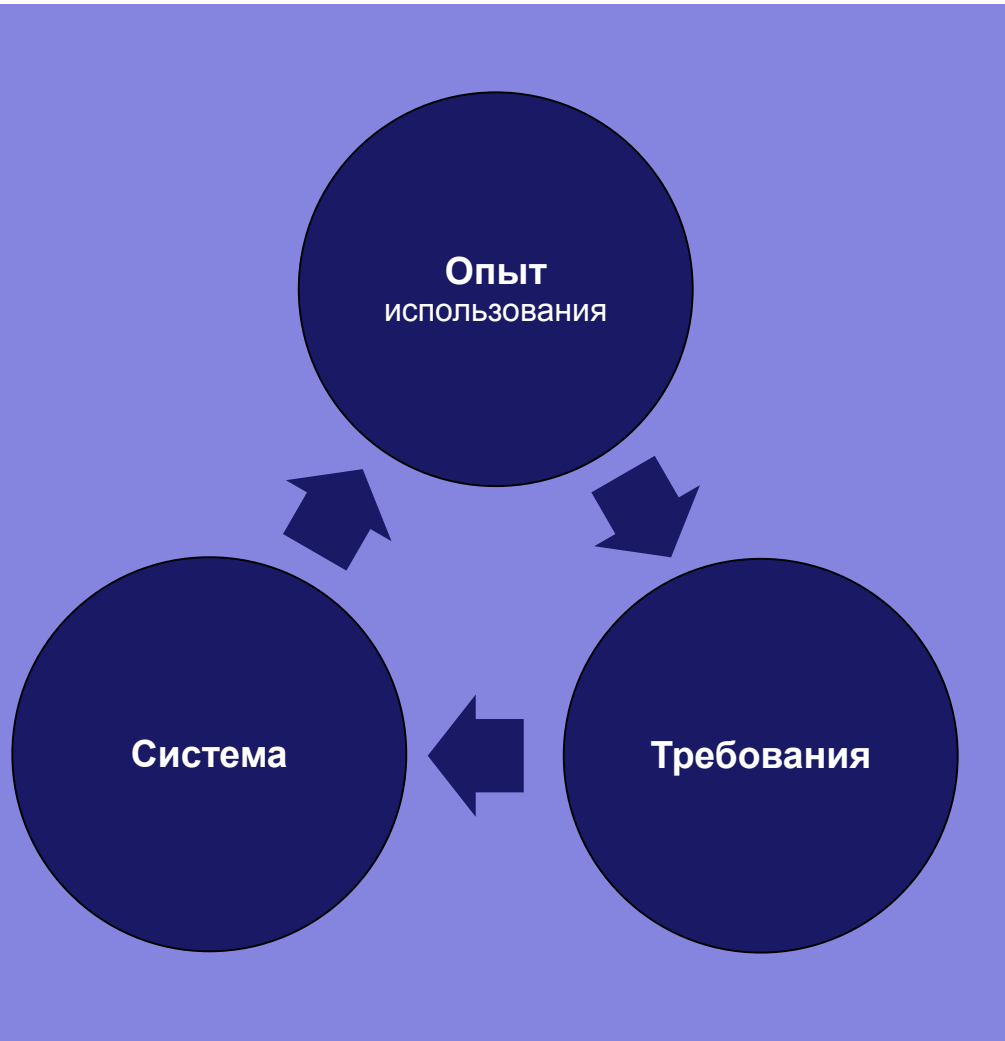 Опыт
использования
Система
Требования